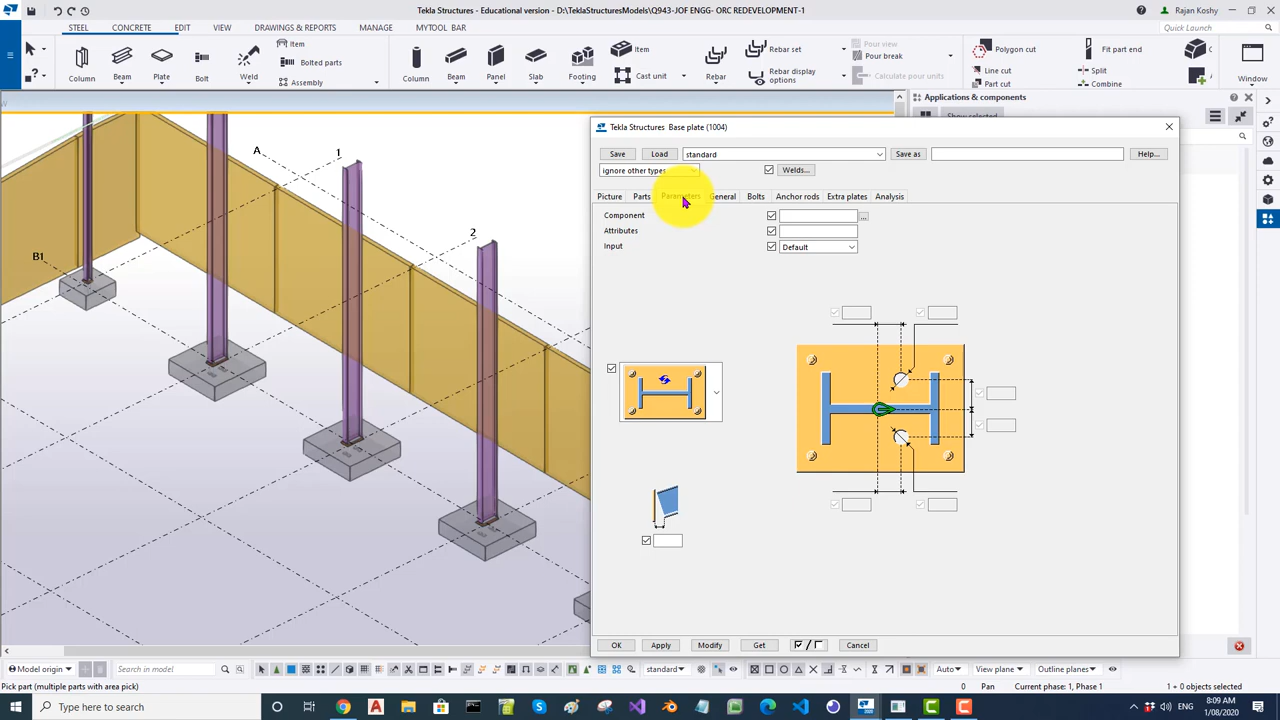 Tekla Structures - Educational version - D:\TeklaStructuresModels\Q943-JOF ENGG- ORC REDEVELOPMENT-1
Rajan Koshy
STEEL
CONCRETE
EDIT
VIEW
DRAWINGS & REPORTS
MANAGE
MYTOOL BAR
Quick Launch
Column
Beam
Plate
Bolt
Weld
Item
Bolted parts
Assembly
Column
Beam
Panel
Slab
Footing
Item
Cast unit
Rebar
Rebar set
Rebar display
options
Pour view
Pour break
Calculate pour units
Polygon cut
Line cut
Part cut
Fit part end
Split
Combine
Window
Applications & components
Show selected
Tekla Structures Base plate (1004)
Save
Load
standard
Save as
Help...
ignore other types
Welds...
Picture
Parts
Parameters
General
Bolts
Anchor rods
Extra plates
Analysis
Component
...
Attributes
Input
Default
A
1
2
B1
OK
Apply
Modify
Get
Cancel
Model origin
Search in model
standard
Auto
View plane
Outline planes
Pick part (multiple parts with area pick)
0
Pan
Current phase: 1, Phase 1
1 + 0 objects selected
Type here to search
8:09 AM
1/08/2020